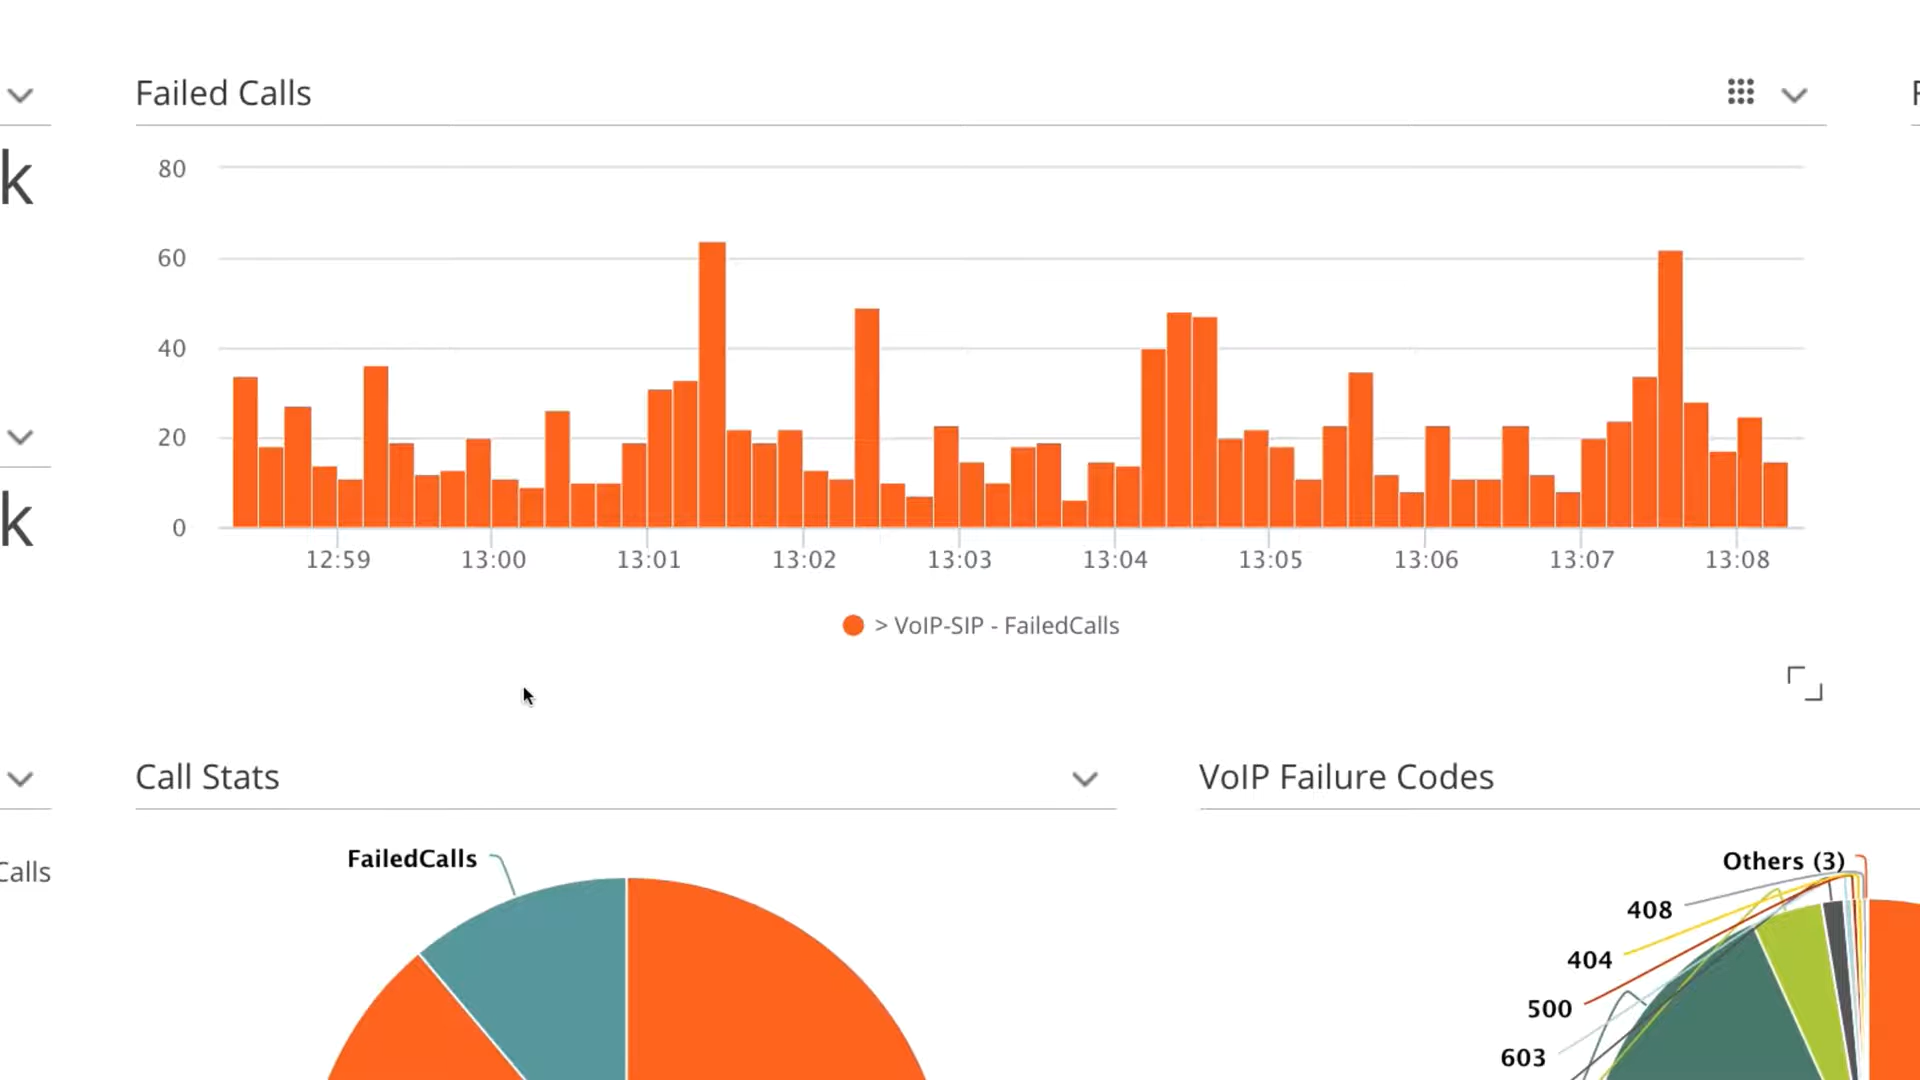 Failed Calls
k
80
60
40
20
0
12:59 13:00 13:01 13:02 13:03 13:04 13:05 13:06 13:07 13:08
> VoIP-SIP - FailedCalls
k
Call Stats
VoIP Failure Codes
Calls
FailedCalls
Others (3)
408
404
500
603